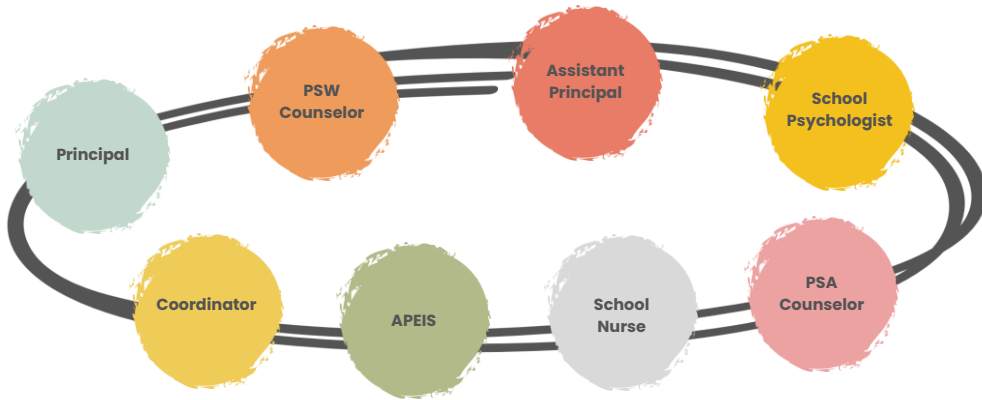 Principal
PSW
Counselor
Assistant
Principal
School
Psychologist
Coordinator
APEIS
School
Nurse
PSA
Counselor